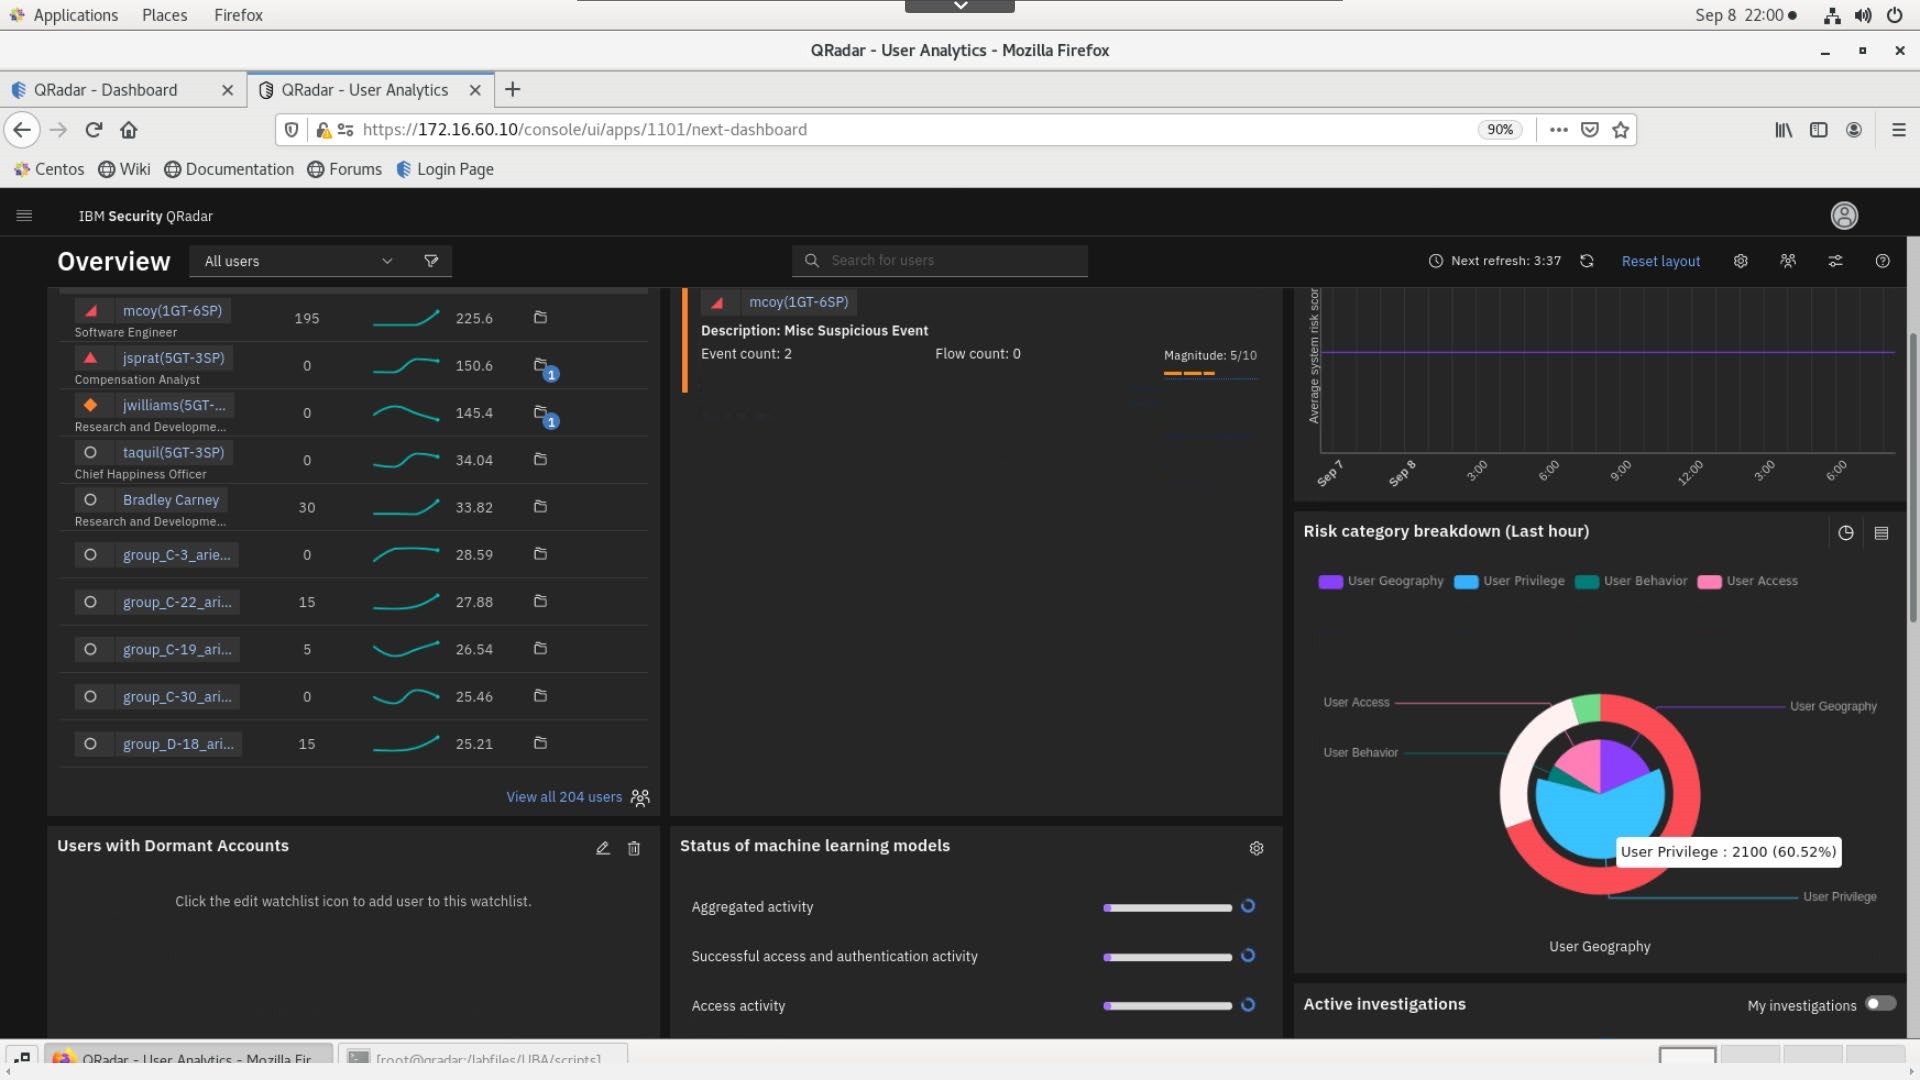 Applications Places Firefox Sep 8 22:00
QRadar - User Analytics - Mozilla Firefox
QRadar - Dashboard
QRadar - User Analytics
https://172.16.60.10/console/ui/apps/1101/next-dashboard 90%
Centos Wiki Documentation Forums Login Page
IBM Security QRadar
Overview All users Search for users Next refresh: 3:37 Reset layout
mcoy(1GT-6SP) 195 225.6
Software Engineer
jsprat(5GT-3SP) 0 150.6 1
Compensation Analyst
jwilliams(5GT-... 0 145.4 1
Research and Developme...
taquil(5GT-3SP) 0 34.04
Chief Happiness Officer
Bradley Carney 30 33.82
Research and Developme...
group_C-3_arie... 0 28.59
group_C-22_ari... 15 27.88
group_C-19_ari... 5 26.54
group_C-30_ari... 0 25.46
group_D-18_ari... 15 25.21
View all 204 users
mcoy(1GT-6SP)
Description: Misc Suspicious Event
Event count: 2 Flow count: 0
Magnitude: 5/10
Average system risk scor
Sep 7 Sep 8 3:00 6:00 9:00 12:00 3:00 6:00
Risk category breakdown (Last hour)
User Geography User Privilege User Behavior User Access
User Access
User Geography
User Behavior
User Privilege : 2100 (60.52%)
User Privilege
User Geography
Users with Dormant Accounts
Click the edit watchlist icon to add user to this watchlist.
Status of machine learning models
Aggregated activity
Successful access and authentication activity
Access activity
Active investigations My investigations
QRadar - User Analytics - Mozilla Fir...
[root@qradar:/labfiles/UBA/scripts]